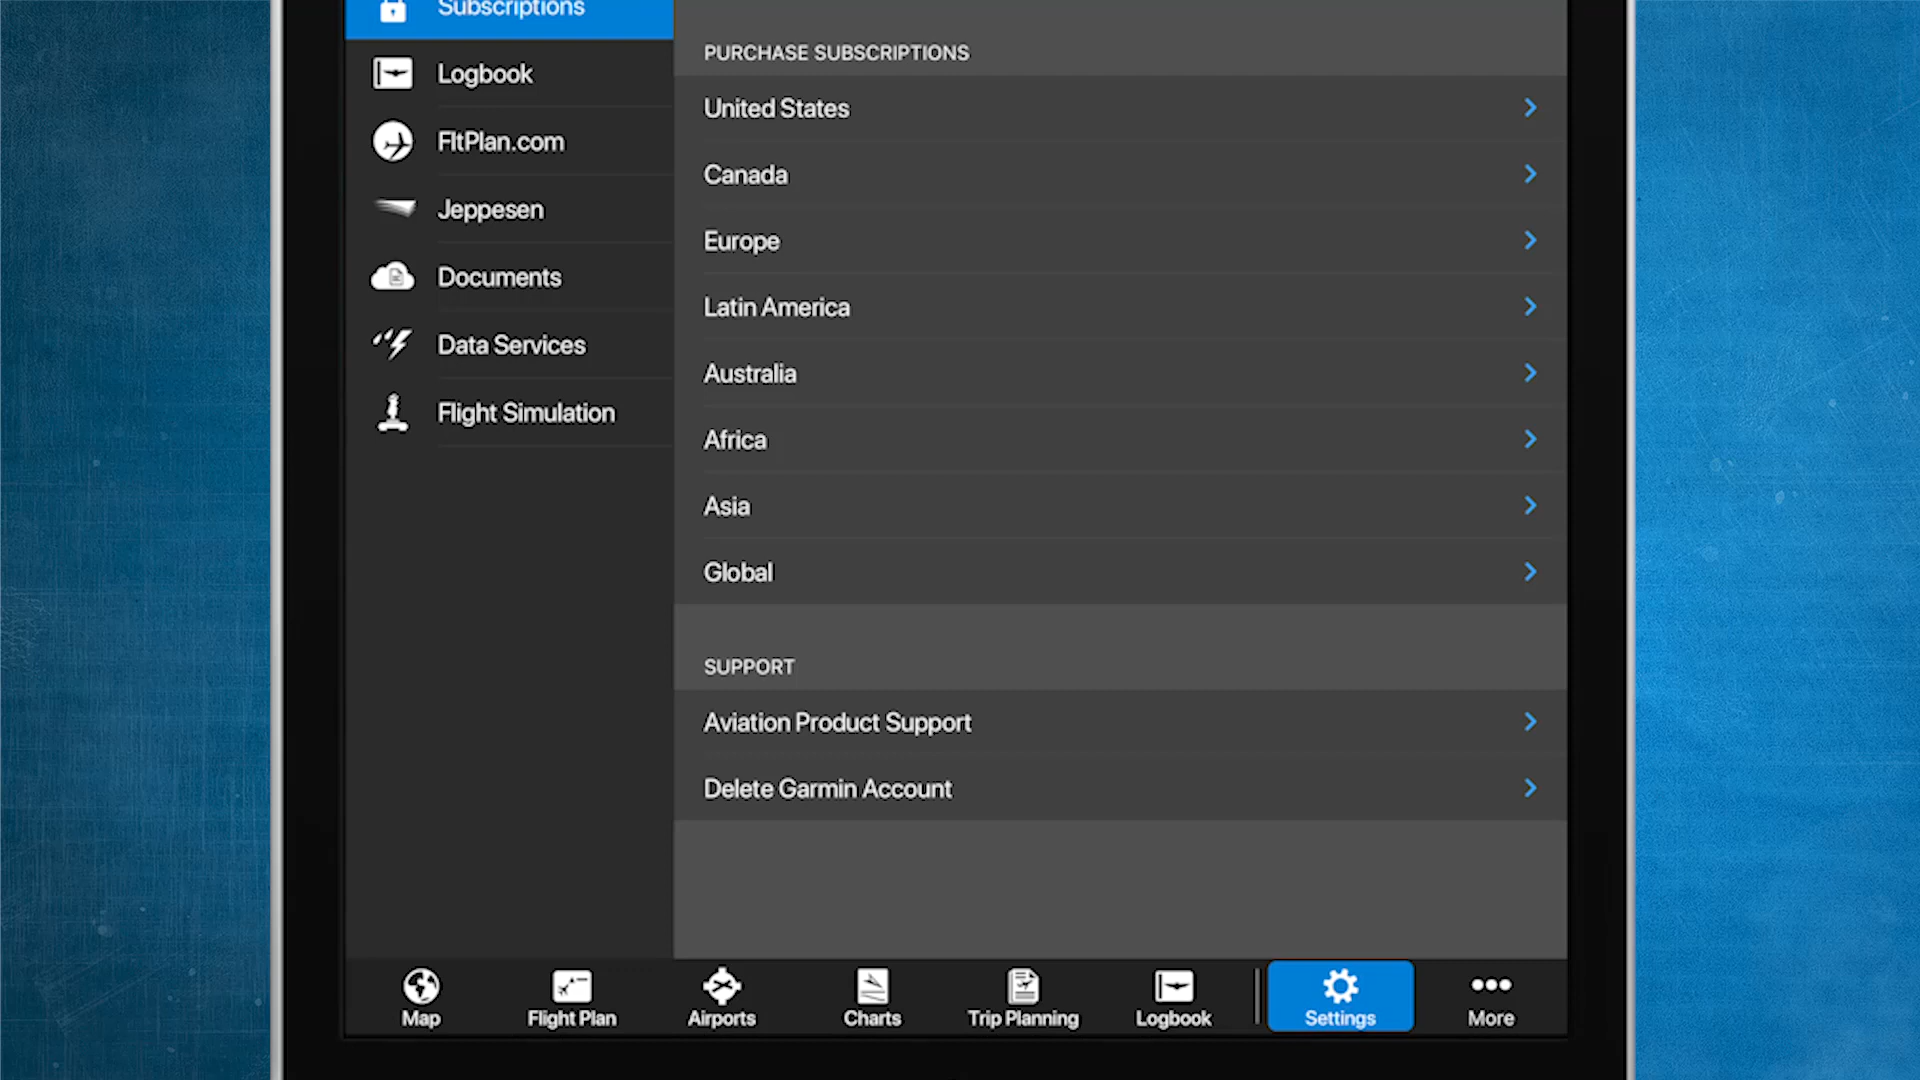 Subscriptions
Logbook
FltPlan.com
Jeppesen
Documents
Data Services
Flight Simulation
PURCHASE SUBSCRIPTIONS
United States
Canada
Europe
Latin America
Australia
Africa
Asia
Global
SUPPORT
Aviation Product Support
Delete Garmin Account
Map
Flight Plan
Airports
Charts
Trip Planning
Logbook
Settings
More